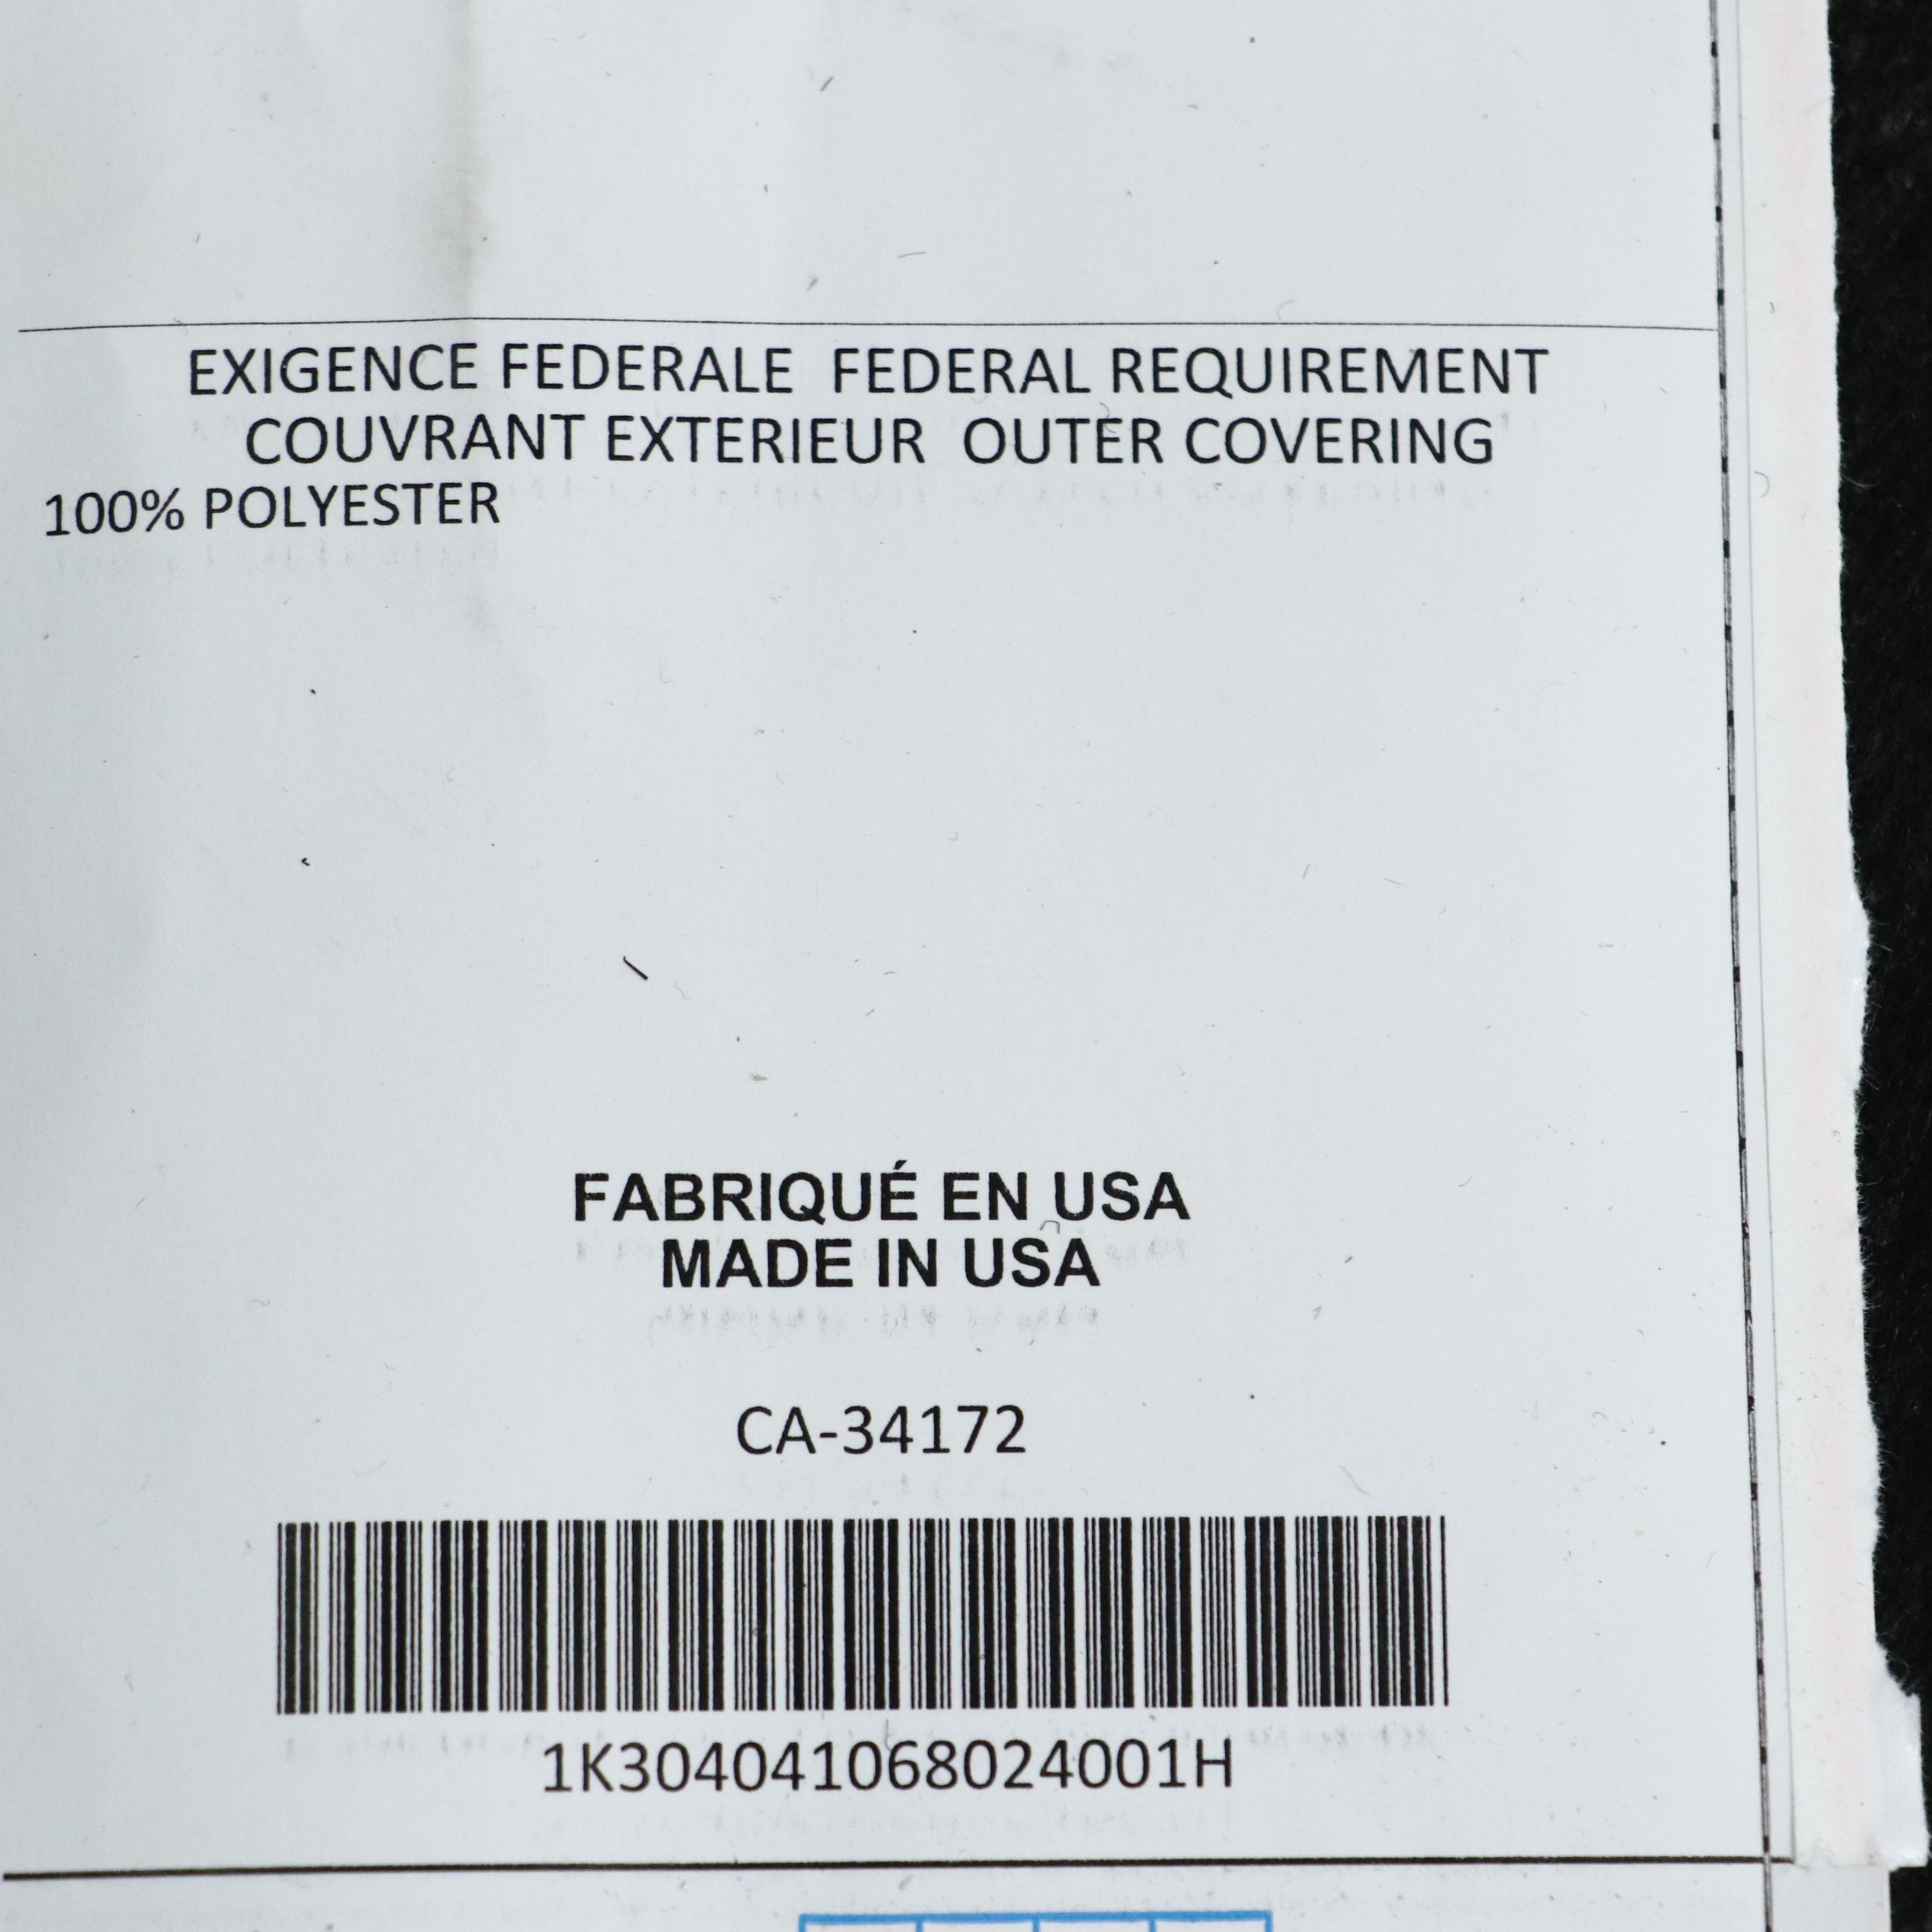 EXIGENCE FEDERALE FEDERAL REQUIREMENT
COUVRANT EXTERIEUR OUTER COVERING
100% POLYESTER
FABRIQUÉ EN USA
MADE IN USA
CA-34172
1K304041068024001H